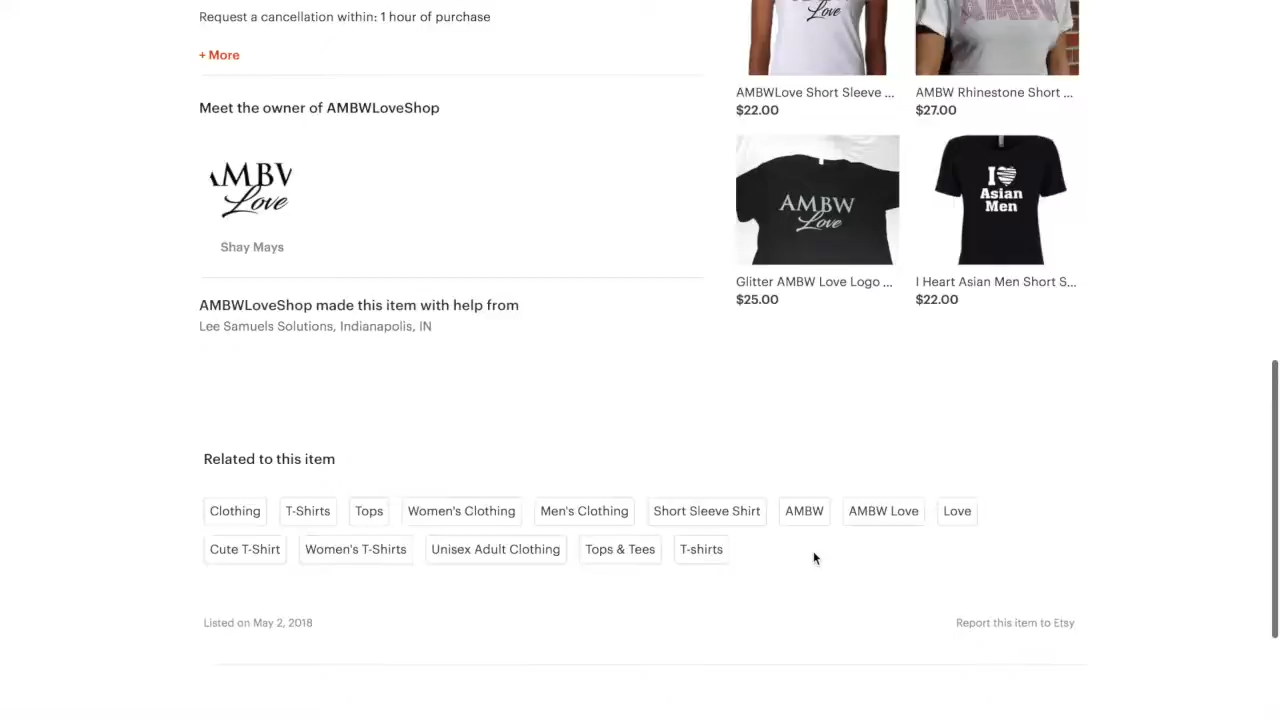 Request a cancellation within: 1 hour of purchase
+ More
Meet the owner of AMBWLoveShop
AMBW
Love
Shay Mays
AMBWLoveShop made this item with help from
Lee Samuels Solutions, Indianapolis, IN
Love
AMBW
AMBWLove Short Sleeve ...
$22.00
AMBW Rhinestone Short ...
$27.00
AMBW
Love
I
Asian
Men
Glitter AMBW Love Logo ...
$25.00
I Heart Asian Men Short S...
$22.00
Related to this item
Clothing T-Shirts Tops Women's Clothing Men's Clothing Short Sleeve Shirt AMBW AMBW Love Love
Cute T-Shirt Women's T-Shirts Unisex Adult Clothing Tops & Tees T-shirts
Listed on May 2, 2018
Report this item to Etsy